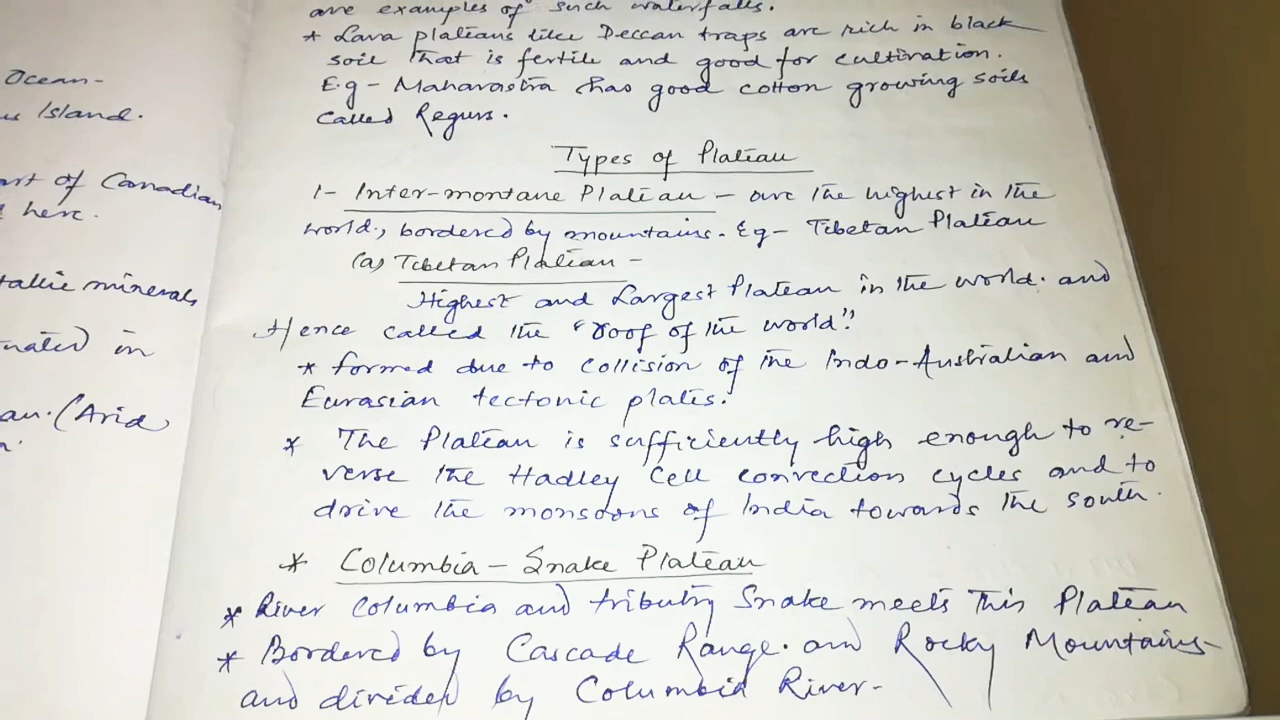 Ocean-
Island.
art of Canadian
here.
tallic minerals
nated in
au. (Arid
are examples of such waterfalls.
* Lava plateaus like Deccan traps are rich in black
soil that is fertile and good for cultivation.
E.g - Maharastra has good cotton growing soils
called Regurs.
Types of Plateau
1- Inter-montane Plateau - are the highest in the
world, bordered by mountains. Eg- Tibetan Plateau
(a) Tibetan Plateau -
Highest and Largest Plateau in the world. and
Hence called the "roof of the world".
* formed due to collision of the Indo-Australian and
Eurasian tectonic plates.
* The Plateau is sufficiently high enough to re-
verse the Hadley Cell convection cycles and to
drive the monsoons of India towards the south.
* Columbia - Snake Plateau
* River Columbia and tributry Snake meets this Plateau
* Bordered by Cascade Range. and Rocky Mountains-
and divided by Columbia River-